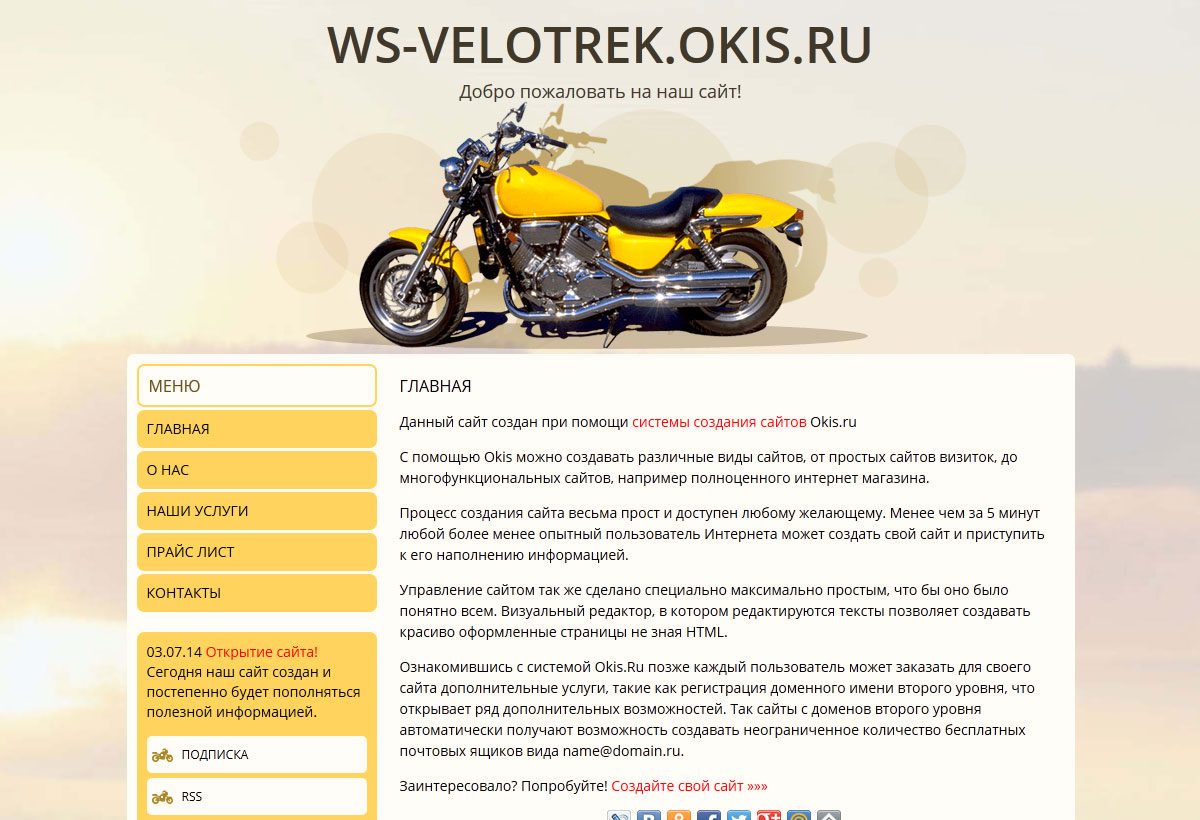 WS-VELOTREK.OKIS.RU
Добро пожаловать на наш сайт!
МЕНЮ
ГЛАВНАЯ
О НАС
НАШИ УСЛУГИ
ПРАЙС ЛИСТ
КОНТАКТЫ
03.07.14 Открытие сайта!
Сегодня наш сайт создан и
постепенно будет пополняться
полезной информацией.
ПОДПИСКА
RSS
ГЛАВНАЯ
Данный сайт создан при помощи системы создания сайтов Okis.ru
С помощью Okis можно создавать различные виды сайтов, от простых сайтов визиток, до
многофункциональных сайтов, например полноценного интернет магазина.
Процесс создания сайта весьма прост и доступен любому желающему. Менее чем за 5 минут
любой более менее опытный пользователь Интернета может создать свой сайт и приступить
к его наполнению информацией.
Управление сайтом так же сделано специально максимально простым, что бы оно было
понятно всем. Визуальный редактор, в котором редактируются тексты позволяет создавать
красиво оформленные страницы не зная HTML.
Ознакомившись с системой Okis.Ru позже каждый пользователь может заказать для своего
сайта дополнительные услуги, такие как регистрация доменного имени второго уровня, что
открывает ряд дополнительных возможностей. Так сайты с доменов второго уровня
автоматически получают возможность создавать неограниченное количество бесплатных
почтовых ящиков вида name@domain.ru.
Заинтересовало? Попробуйте! Создайте свой сайт »»»